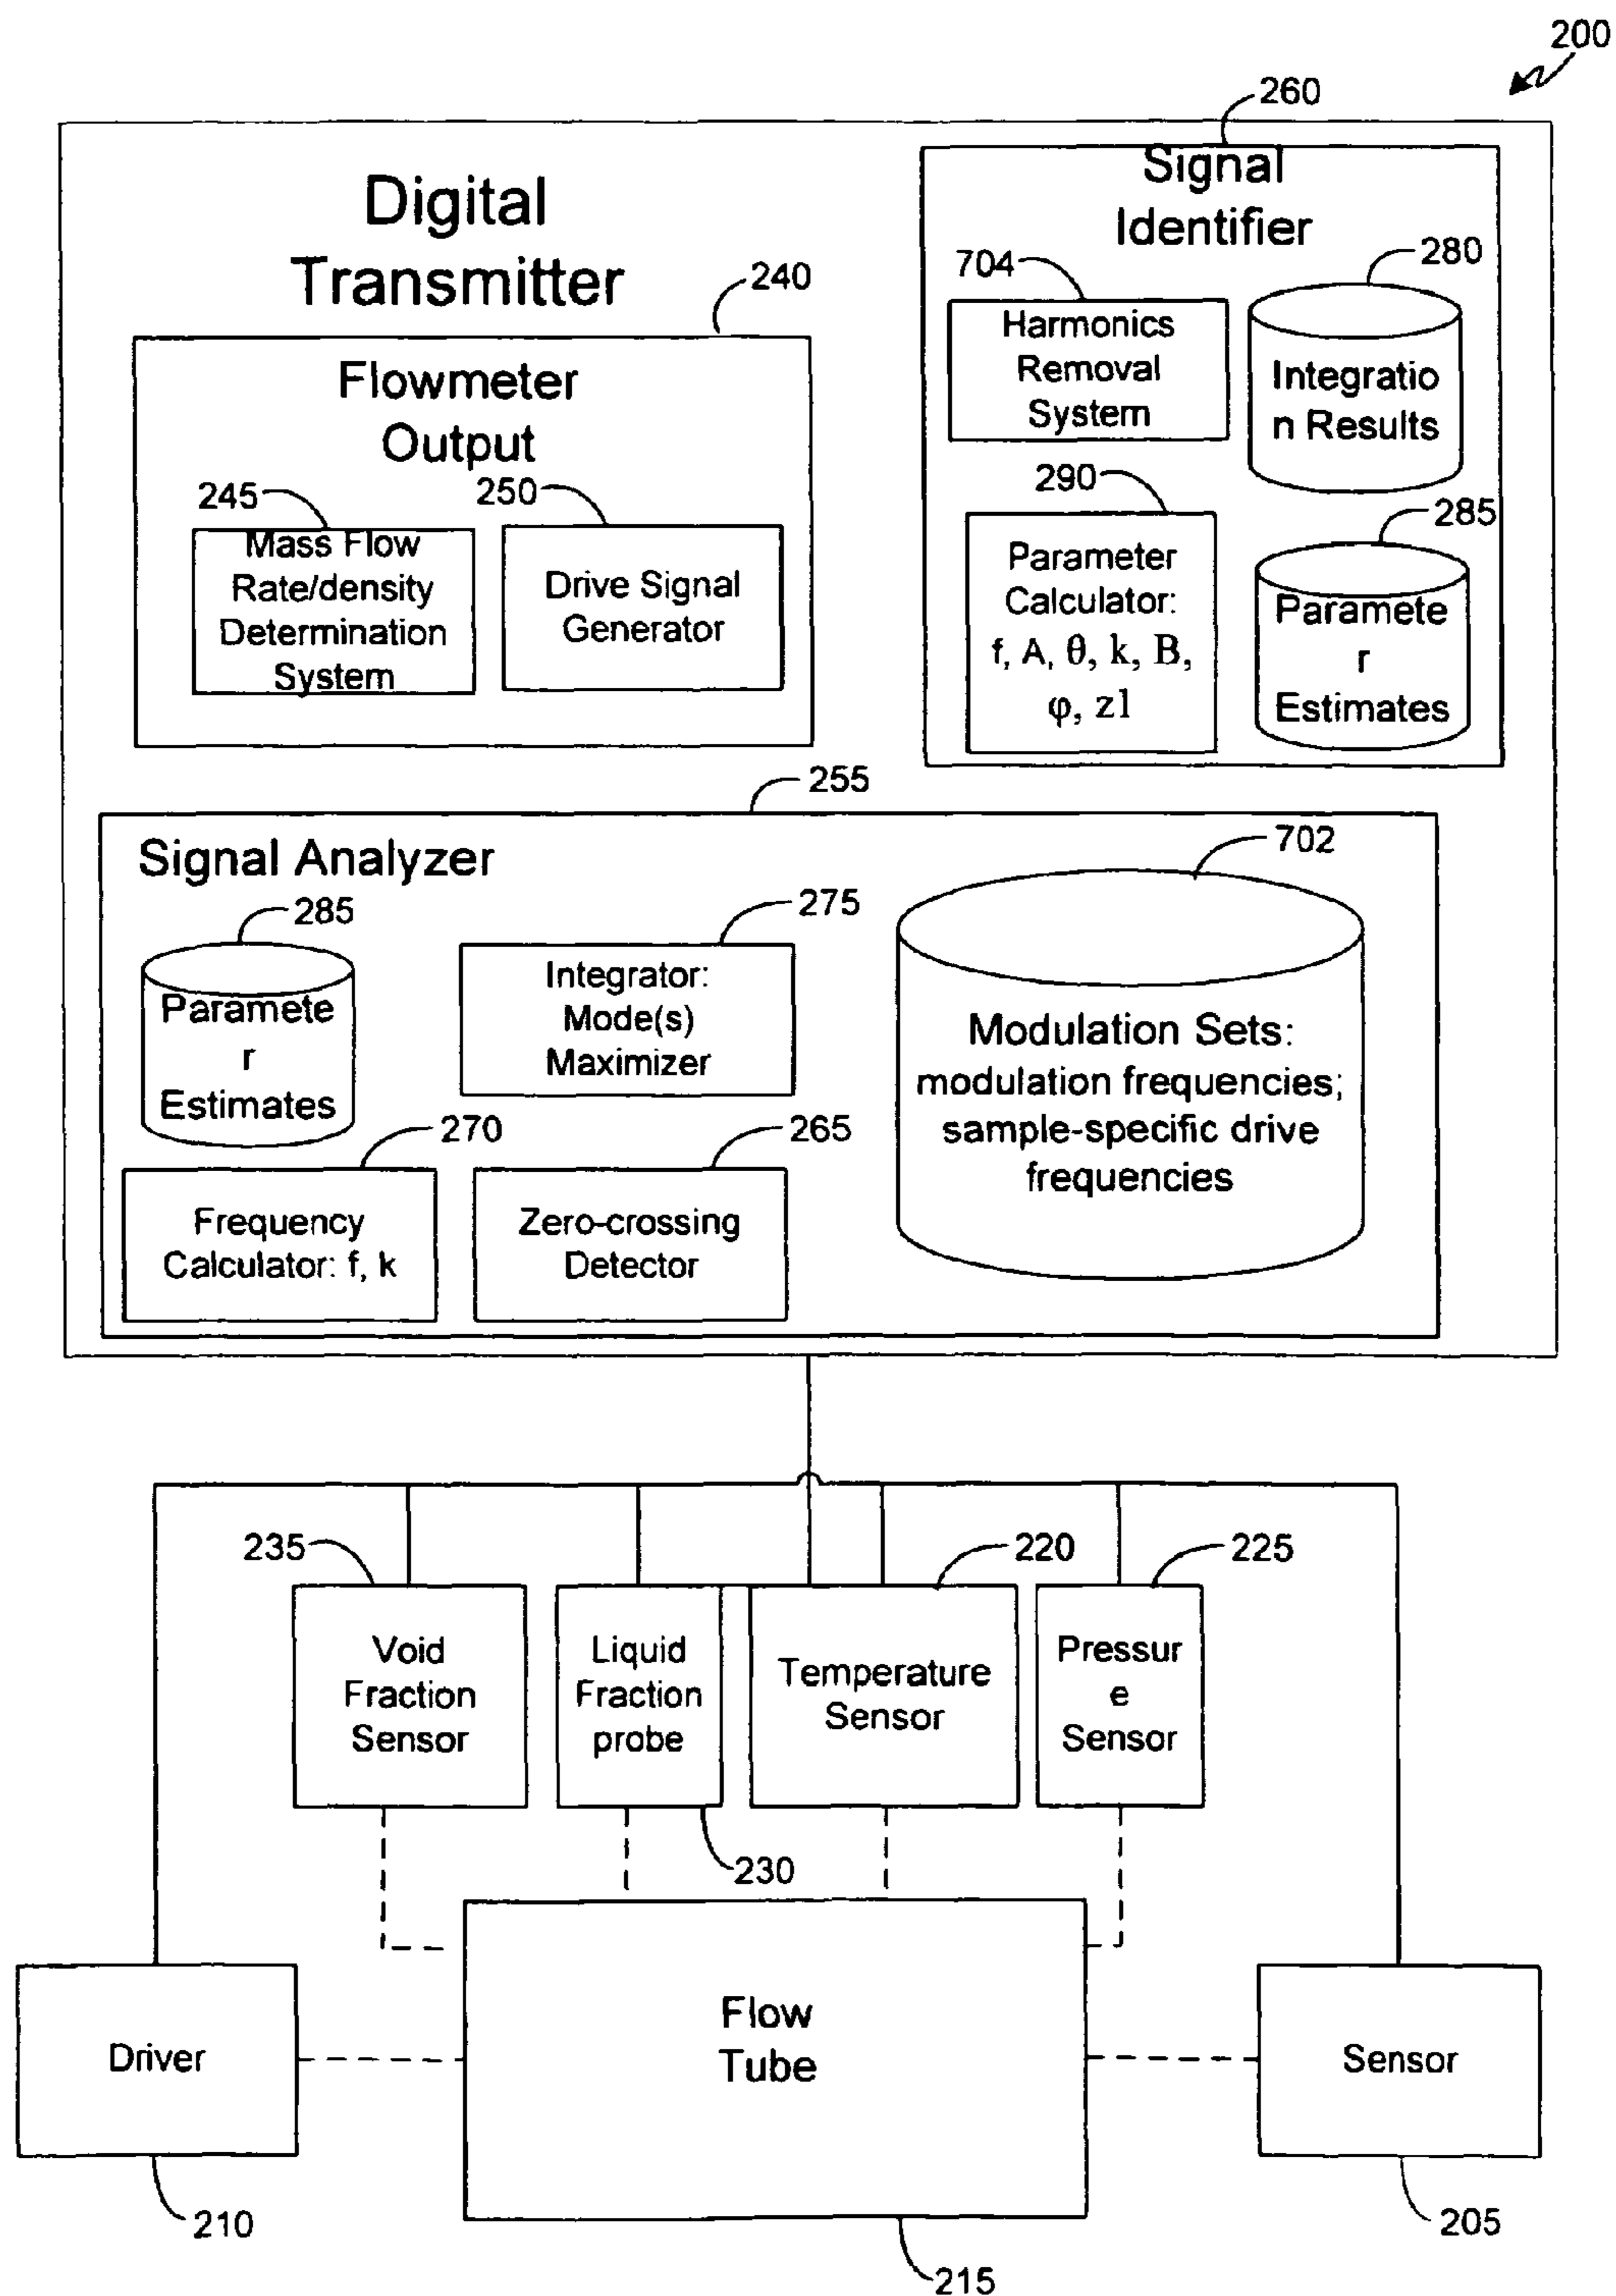 200
260
Digital
Transmitter
240
Flowmeter
Output
245
250
Mass Flow
Rate/density
Determination
System
Drive Signal
Generator
Signal
Identifier
704
280
Harmonics
Removal
System
Integratio
n Results
290
285
Parameter
Calculator:
f, A, θ, k, B,
φ, z1
Paramete
r
Estimates
255
Signal Analyzer
702
285
275
Paramete
r
Estimates
Integrator:
Mode(s)
Maximizer
Modulation Sets:
modulation frequencies;
sample-specific drive
frequencies
270
265
Frequency
Calculator: f, k
Zero-crossing
Detector
235
220
225
Void
Fraction
Sensor
Liquid
Fraction
probe
Temperature
Sensor
Pressur
e
Sensor
230
Driver
Flow
Tube
Sensor
210
205
215